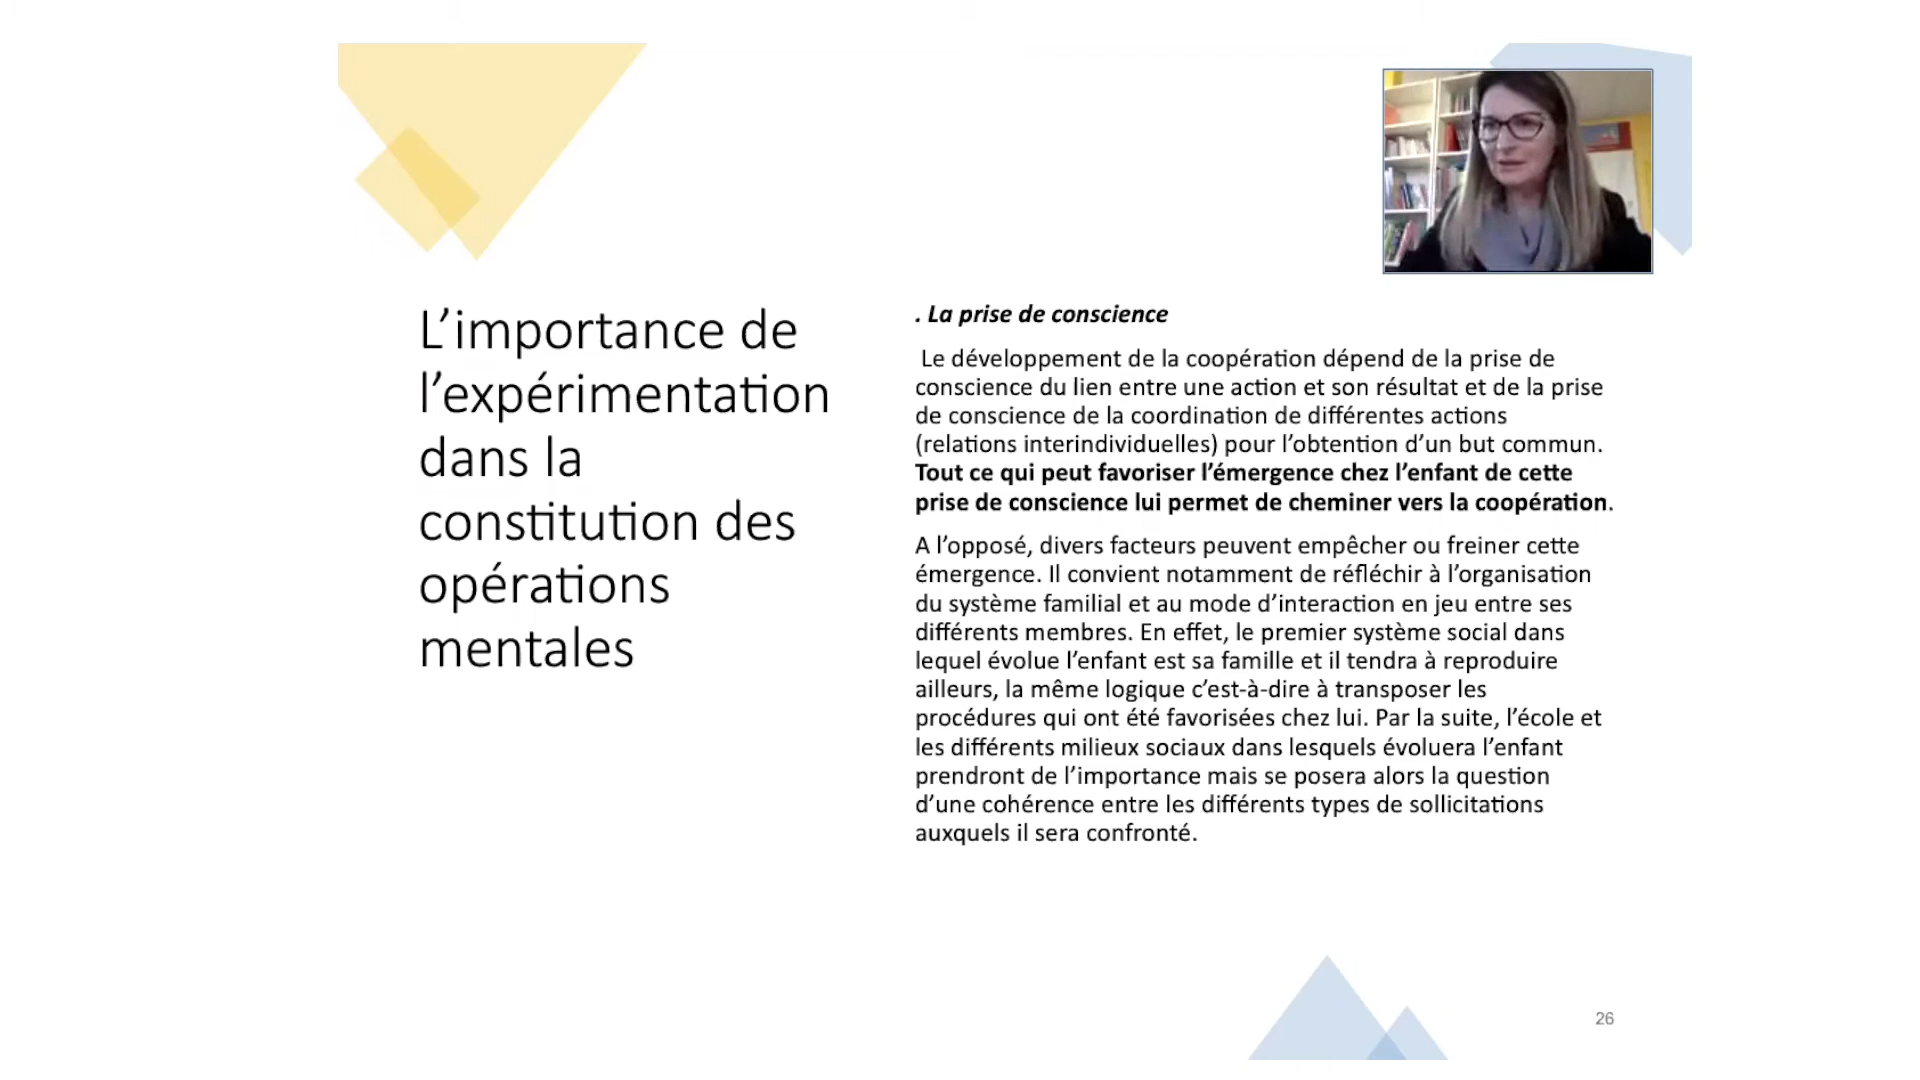 L’importance de
l’expérimentation
dans la
constitution des
opérations
mentales
. La prise de conscience
Le développement de la coopération dépend de la prise de
conscience du lien entre une action et son résultat et de la prise
de conscience de la coordination de différentes actions
(relations interindividuelles) pour l’obtention d’un but commun.
Tout ce qui peut favoriser l’émergence chez l’enfant de cette
prise de conscience lui permet de cheminer vers la coopération.
A l’opposé, divers facteurs peuvent empêcher ou freiner cette
émergence. Il convient notamment de réfléchir à l’organisation
du système familial et au mode d’interaction en jeu entre ses
différents membres. En effet, le premier système social dans
lequel évolue l’enfant est sa famille et il tendra à reproduire
ailleurs, la même logique c’est-à-dire à transposer les
procédures qui ont été favorisées chez lui. Par la suite, l’école et
les différents milieux sociaux dans lesquels évoluera l’enfant
prendront de l’importance mais se posera alors la question
d’une cohérence entre les différents types de sollicitations
auxquels il sera confronté.
26